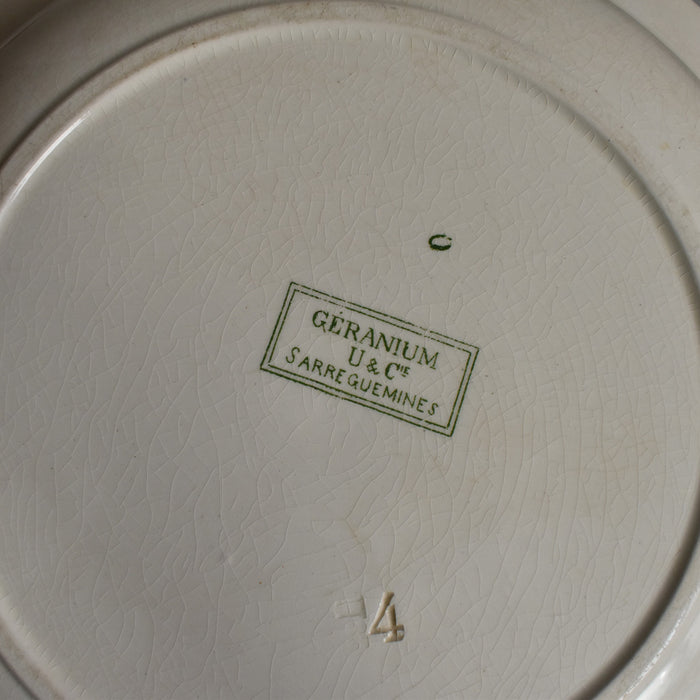 C
GÉRANIUM
U & CIE
SARREGUEMINES
4